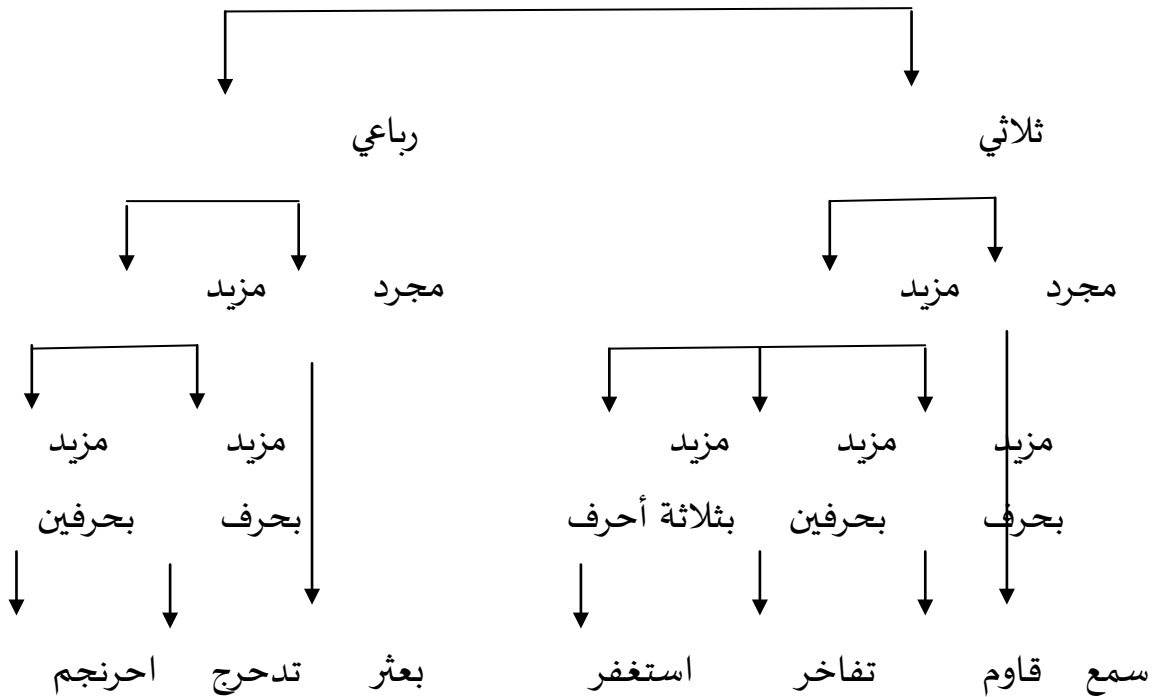 ثلاثي رباعي
مجرد مزيد مجرد مزيد
مزيد مزيد مزيد مزيد مزيد
بحرف بحرفين بثلاثة أحرف بحرف بحرفين
سمع قاوم تفاخر استغفر بعثر تدحرج احرنجم